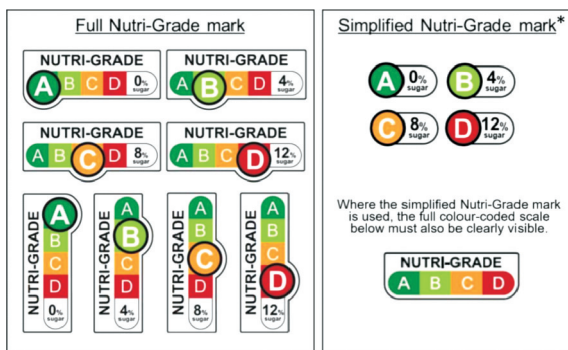 Full Nutri-Grade mark
NUTRI-GRADE
A B C D 0% sugar
NUTRI-GRADE
A B C D 4% sugar
NUTRI-GRADE
A B C D 8% sugar
NUTRI-GRADE
A B C D 12% sugar
NUTRI-GRADE
A
B
C
D
0%
sugar
NUTRI-GRADE
A
B
C
D
4%
sugar
NUTRI-GRADE
A
B
C
D
8%
sugar
NUTRI-GRADE
A
B
C
D
12%
sugar
Simplified Nutri-Grade mark*
A 0% sugar
B 4% sugar
C 8% sugar
D 12% sugar
Where the simplified Nutri-Grade mark
is used, the full colour-coded scale
below must also be clearly visible.
NUTRI-GRADE
A B C D